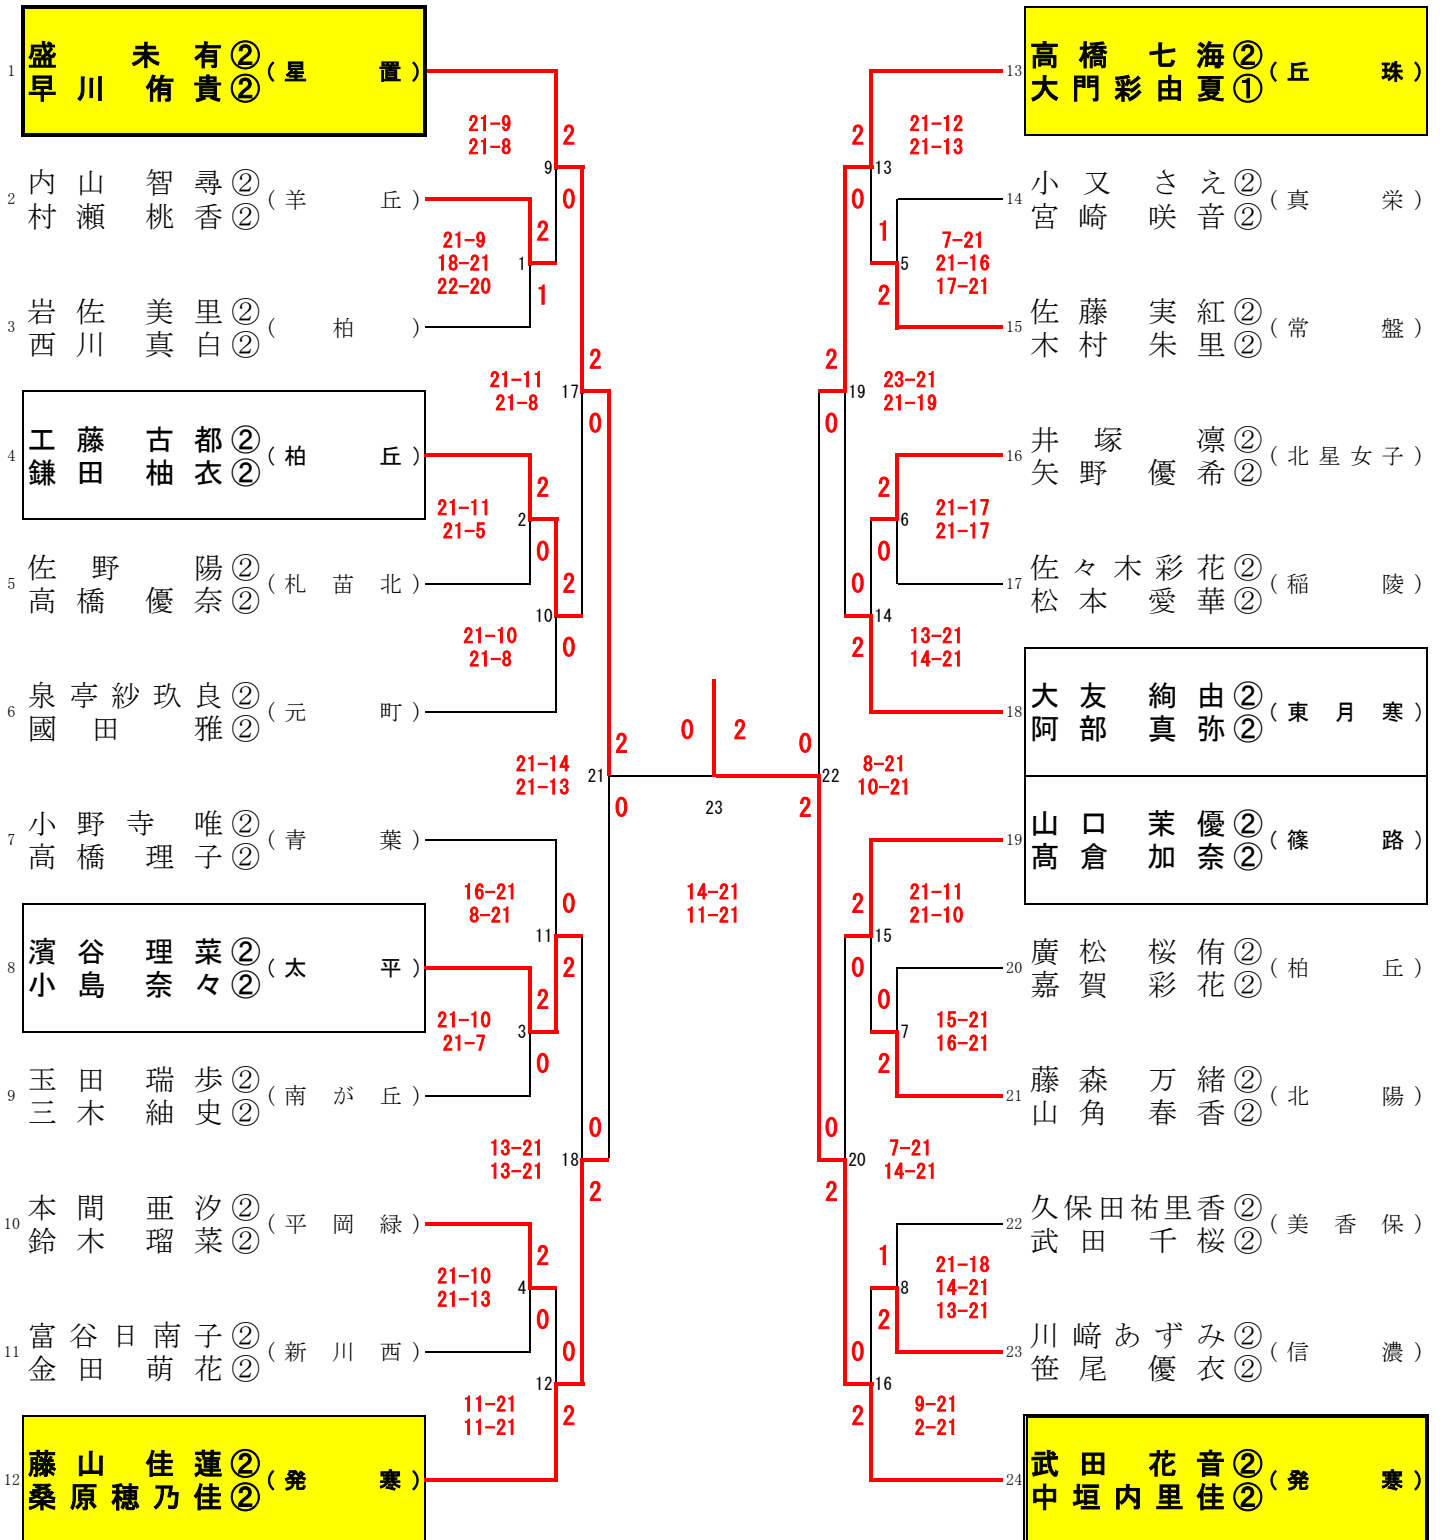 1 盛 未 有② (星 置)
早 川 侑 貴②
2 内 山 智 尋② (羊 丘)
村 瀬 桃 香②
3 岩 佐 美 里② (柏)
西 川 真 白②
4 工 藤 古 都② (柏 丘)
鎌 田 柚 衣②
5 佐 野 陽② (札 苗 北)
高 橋 優 奈②
6 泉 亭 紗 玖 良② (元 町)
國 田 雅②
7 小 野 寺 唯② (青 葉)
高 橋 理 子②
8 濱 谷 理 菜② (太 平)
小 島 奈 々②
9 玉 田 瑞 歩② (南 が 丘)
三 木 紬 史②
10 本 間 亜 汐② (平 岡 緑)
鈴 木 瑠 菜②
11 富 谷 日 南 子② (新 川 西)
金 田 萌 花②
12 藤 山 佳 蓮② (発 寒)
桑 原 穂 乃 佳②
21-9
21-8
2
9
0
21-9
18-21
22-20
2
1
1
21-11
21-8
2
17
0
21-11
21-5
2
2
0
2
10
21-10
21-8
0
21-14
21-13
2
21
0
16-21
8-21
0
11
2
21-10
21-7
2
3
0
13-21
13-21
0
18
2
21-10
21-13
2
4
0
0
12
11-21
11-21
2
0 2
23
14-21
11-21
2
13
0
21-12
21-13
1
5
2
7-21
21-16
17-21
2
19
0
23-21
21-19
2
6
0
21-17
21-17
0
14
2
13-21
14-21
0
22
2
8-21
10-21
2
15
0
21-11
21-10
0
7
2
15-21
16-21
0
20
2
7-21
14-21
1
8
2
21-18
14-21
13-21
0
16
2
9-21
2-21
13 高 橋 七 海② (丘 珠)
大 門 彩 由 夏①
14 小 又 さ え② (真 栄)
宮 崎 咲 音②
15 佐 藤 実 紅② (常 盤)
木 村 朱 里②
16 井 塚 凛② (北 星 女 子)
矢 野 優 希②
17 佐 々 木 彩 花② (稲 陵)
松 本 愛 華②
18 大 友 絢 由② (東 月 寒)
阿 部 真 弥②
19 山 口 茉 優② (篠 路)
髙 倉 加 奈②
20 廣 松 桜 侑② (柏 丘)
嘉 賀 彩 花②
21 藤 森 万 緒② (北 陽)
山 角 春 香②
22 久 保 田 祐 里 香② (美 香 保)
武 田 千 桜②
23 川 﨑 あ ず み② (信 濃)
笹 尾 優 衣②
24 武 田 花 音② (発 寒)
中 垣 内 里 佳②